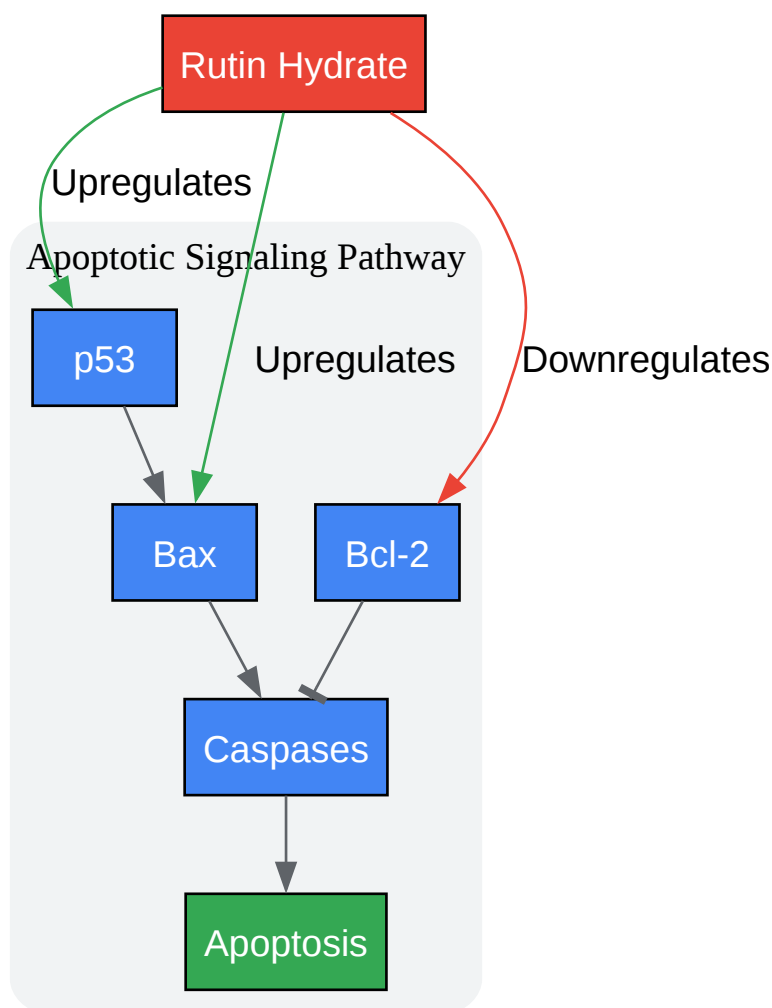 Rutin Hydrate
Upregulates
Apoptotic Signaling Pathway
p53
Upregulates
Downregulates
Bax
Bcl-2
Caspases
Apoptosis